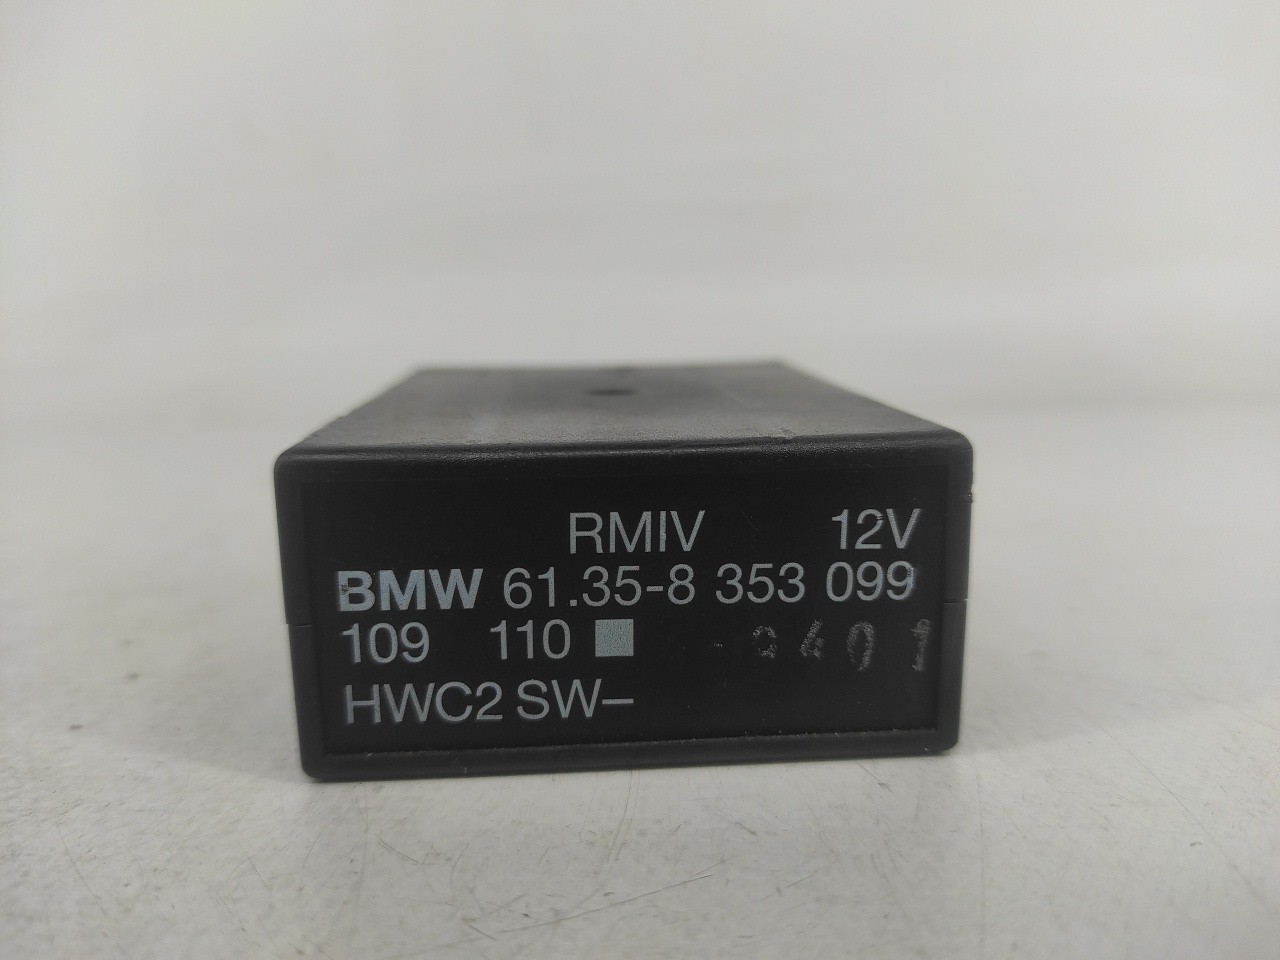 RMIV 12V
BMW 61.35-8 353 099
109 110
HWC2 SW–